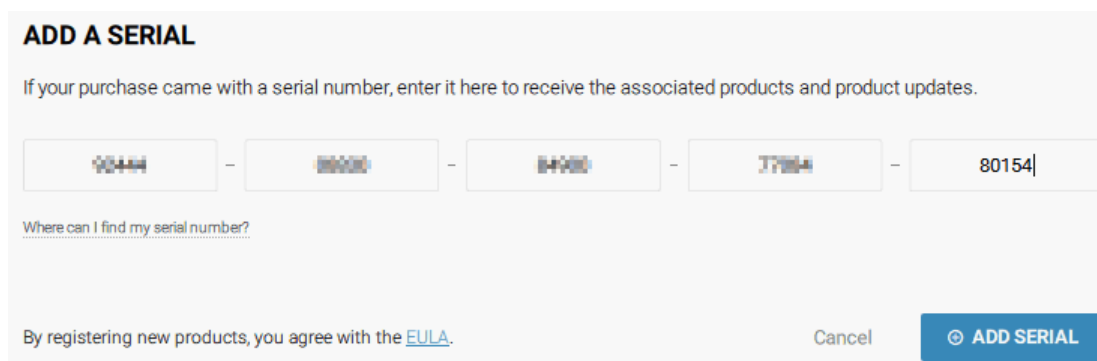 ADD A SERIAL
If your purchase came with a serial number, enter it here to receive the associated products and product updates.
– – – – 80154
Where can I find my serial number?
By registering new products, you agree with the EULA. Cancel ADD SERIAL